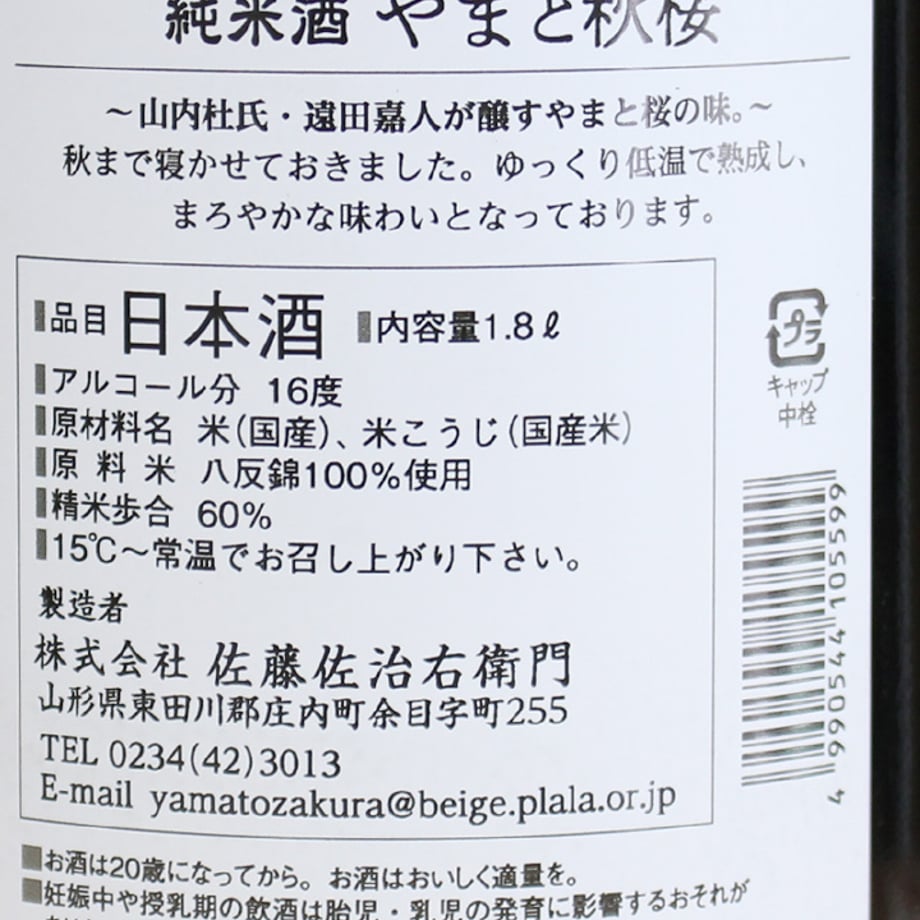 純米酒 やまと秋桜
～山内杜氏・遠田嘉人が醸すやまと桜の味。～
秋まで寝かせておきました。ゆっくり低温で熟成し、
まろやかな味わいとなっております。
品目 日本酒 内容量1.8ℓ
アルコール分 16度
原材料名 米(国産)、米こうじ(国産米)
原料米 八反錦100%使用
精米歩合 60%
15℃～常温でお召し上がり下さい。
製造者
株式会社 佐藤佐治右衛門
山形県東田川郡庄内町余目字町255
TEL 0234(42)3013
E-mail yamatozakura@beige.plala.or.jp
プラ
キャップ
中栓
4 990544 105599
お酒は20歳になってから。お酒はおいしく適量を。
妊娠中や授乳期の飲酒は胎児・乳児の発育に影響するおそれが